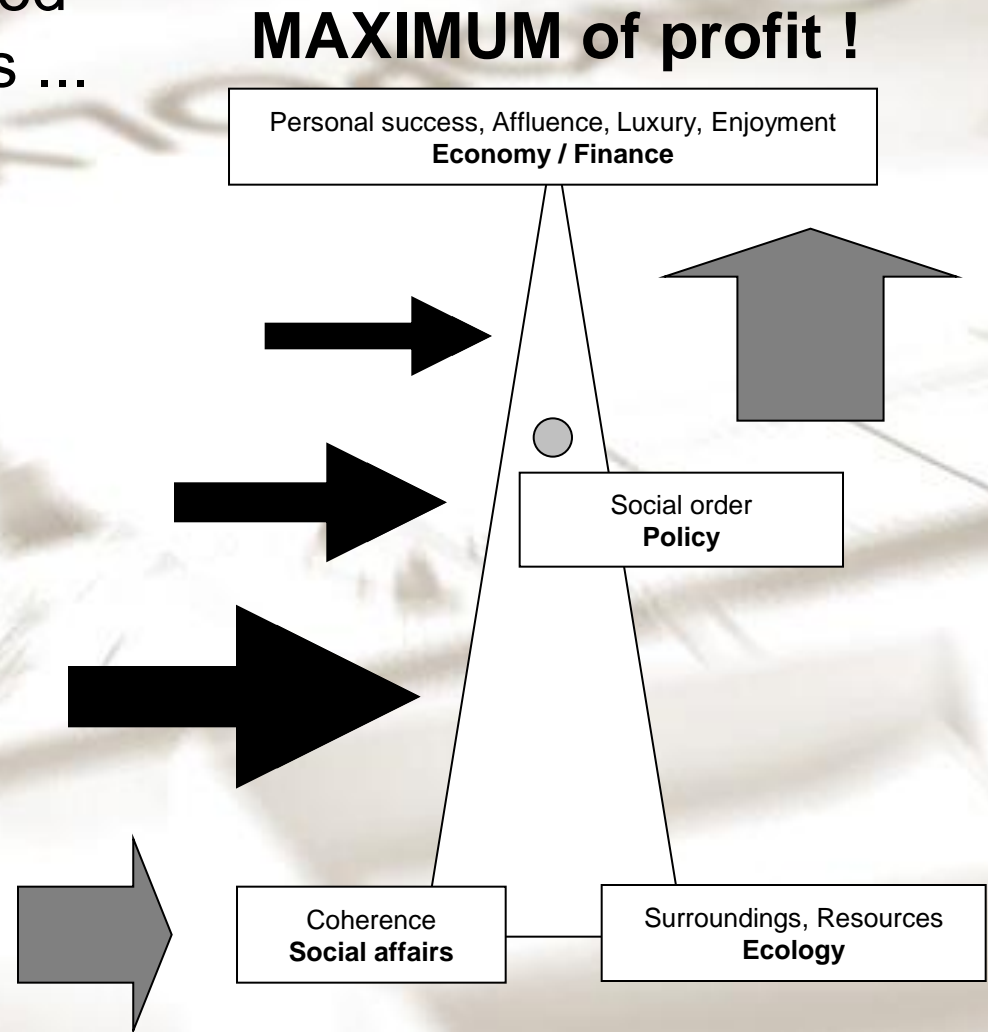 MAXIMUM of profit !
s ...
Personal success, Affluence, Luxury, Enjoyment
Economy / Finance
Social order
Policy
Coherence
Social affairs
Surroundings, Resources
Ecology